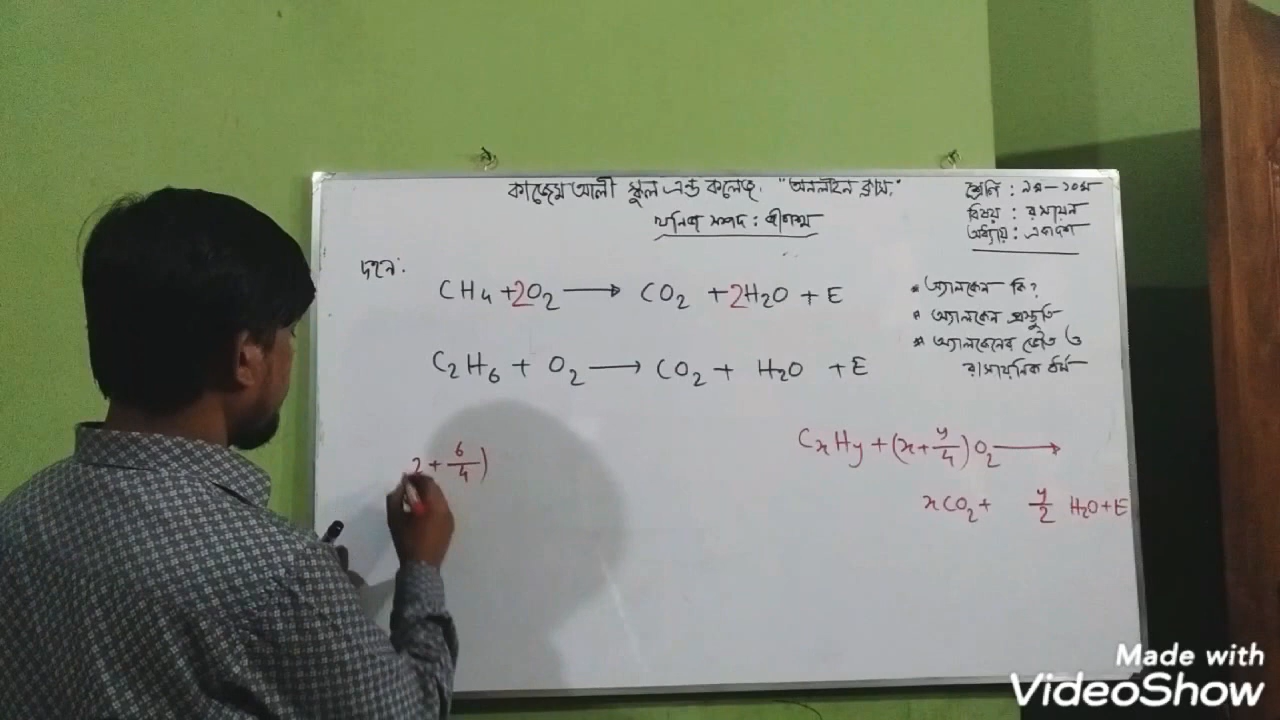 কাজেম আলী স্কুল এন্ড কলেজ. "অনলাইন ক্লাস."
খনিজ সম্পদ : জীবাশ্ম
শ্রেণি : ৯ম - ১০ম
বিষয় : রসায়ন
অধ্যায় : একাদশ
দহন:
CH₄ + 2O₂ ⟶ CO₂ + 2H₂O + E
C₂H₆ + O₂ ⟶ CO₂ + H₂O + E
* অ্যালকেন কি?
* অ্যালকেন প্রস্তুতি
* অ্যালকেনের ভৌত ও
রাসায়নিক ধর্ম
2 + 6/4)
CxHy + (x + y/4) O₂ ⟶
xCO₂ + y/2 H₂O + E
Made with
VideoShow